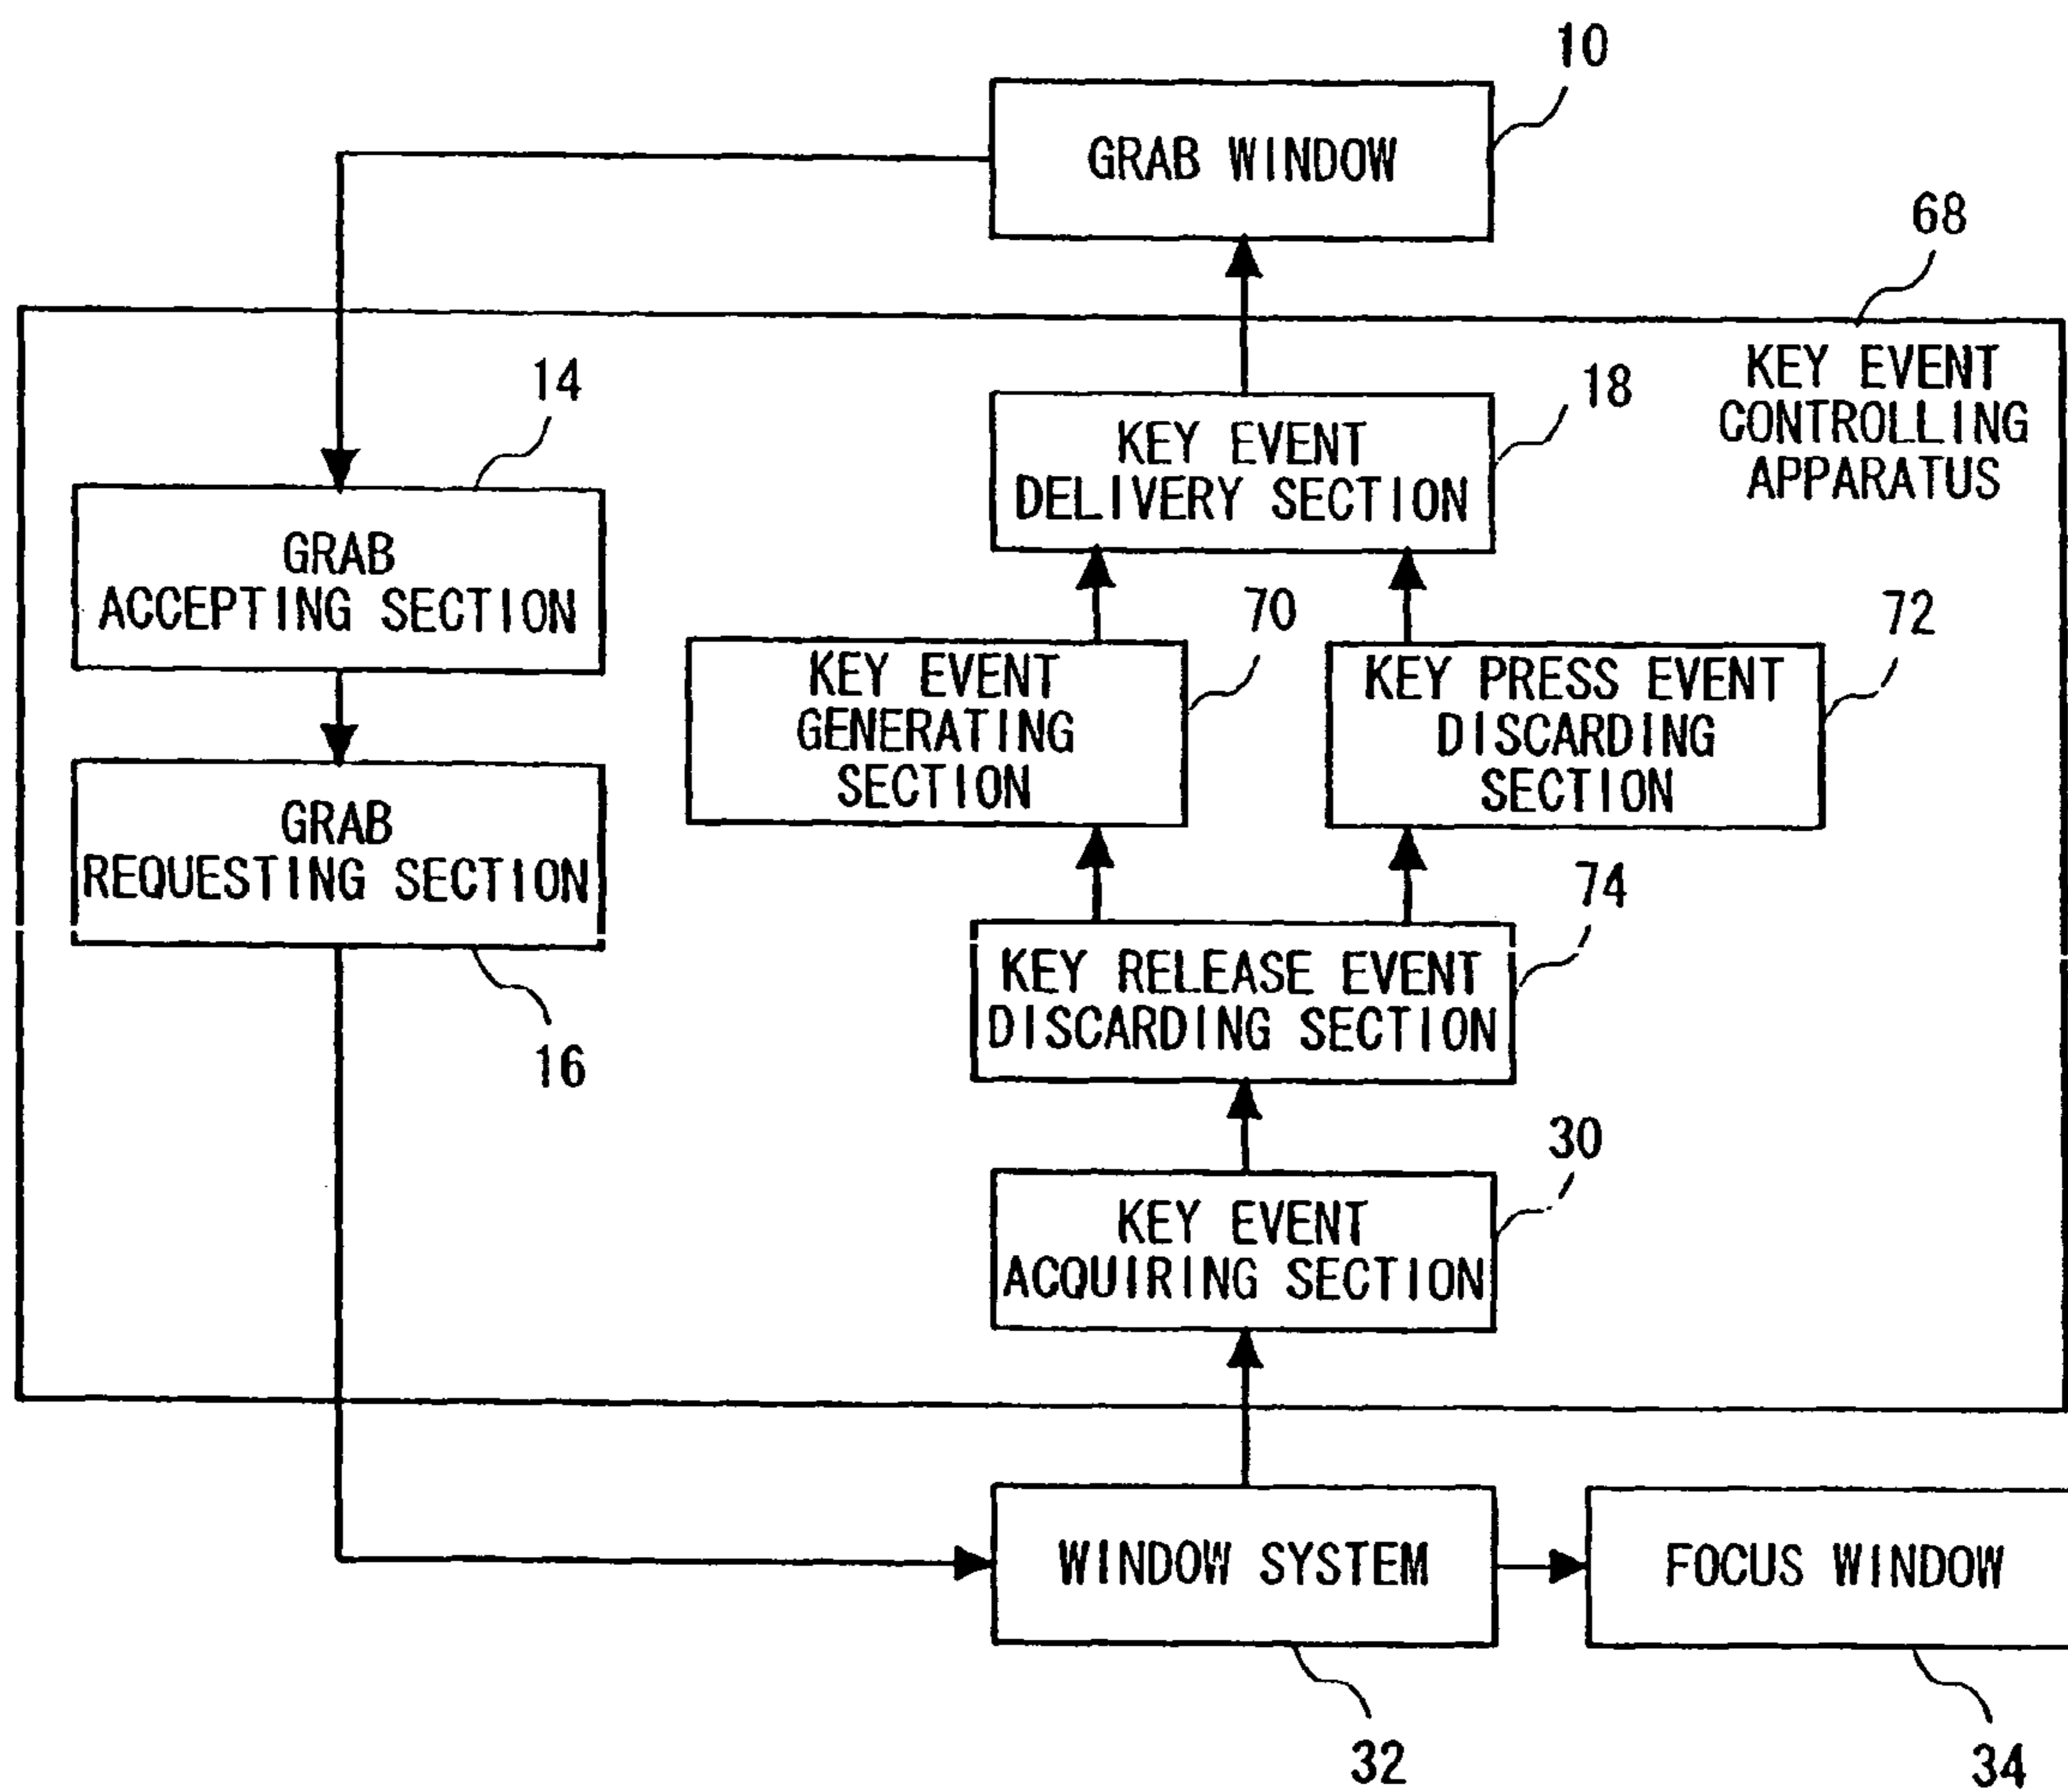 10
GRAB WINDOW
68
KEY EVENT
CONTROLLING
APPARATUS
14
18
KEY EVENT
DELIVERY SECTION
GRAB
ACCEPTING SECTION
70
72
KEY EVENT
GENERATING
SECTION
KEY PRESS EVENT
DISCARDING
SECTION
GRAB
REQUESTING SECTION
16
74
KEY RELEASE EVENT
DISCARDING SECTION
30
KEY EVENT
ACQUIRING SECTION
WINDOW SYSTEM
FOCUS WINDOW
32
34